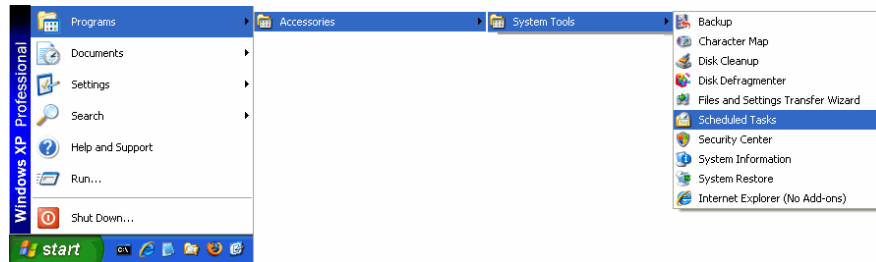 Windows XP Professional
Programs
Documents
Settings
Search
Help and Support
Run...
Shut Down...
start
C:\
Accessories
System Tools
Backup
Character Map
Disk Cleanup
Disk Defragmenter
Files and Settings Transfer Wizard
Scheduled Tasks
Security Center
System Information
System Restore
Internet Explorer (No Add-ons)